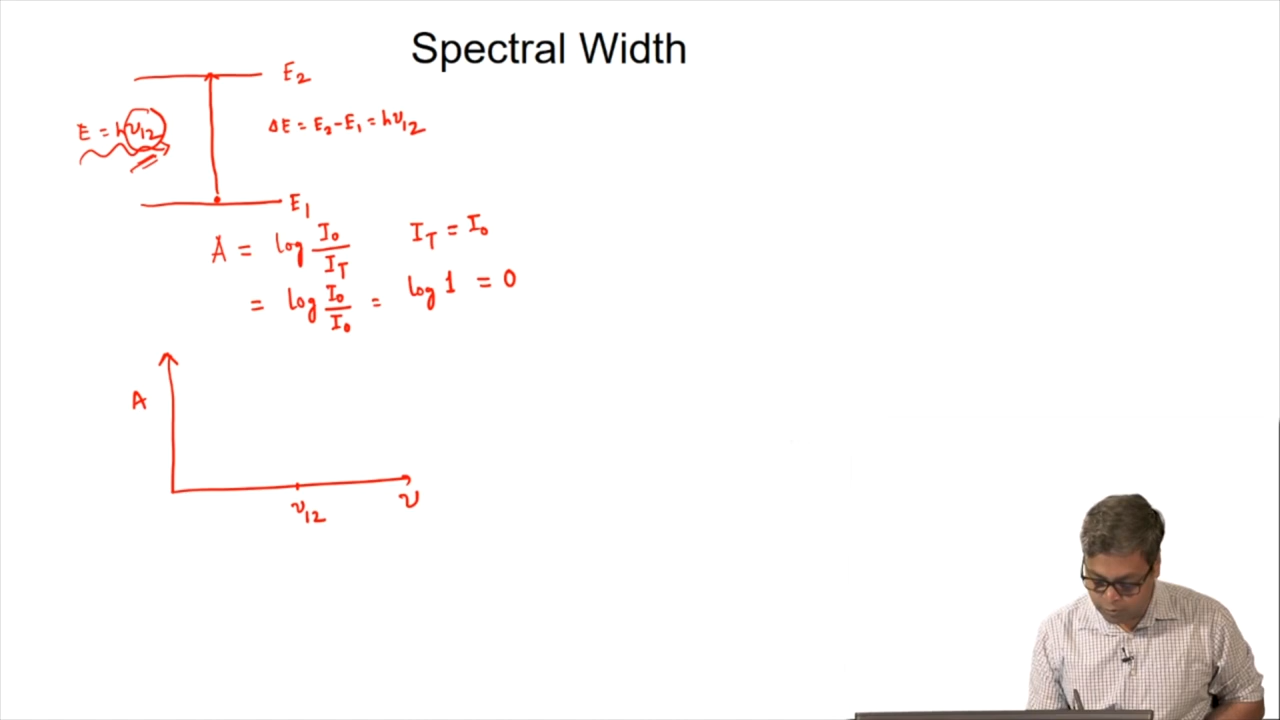 Spectral Width
E₂
E = hν₁₂
ΔE = E₂ - E₁ = hν₁₂
E₁
A = log I₀/I_T    I_T = I₀
= log I₀/I₀ = log 1 = 0
A
ν₁₂
ν